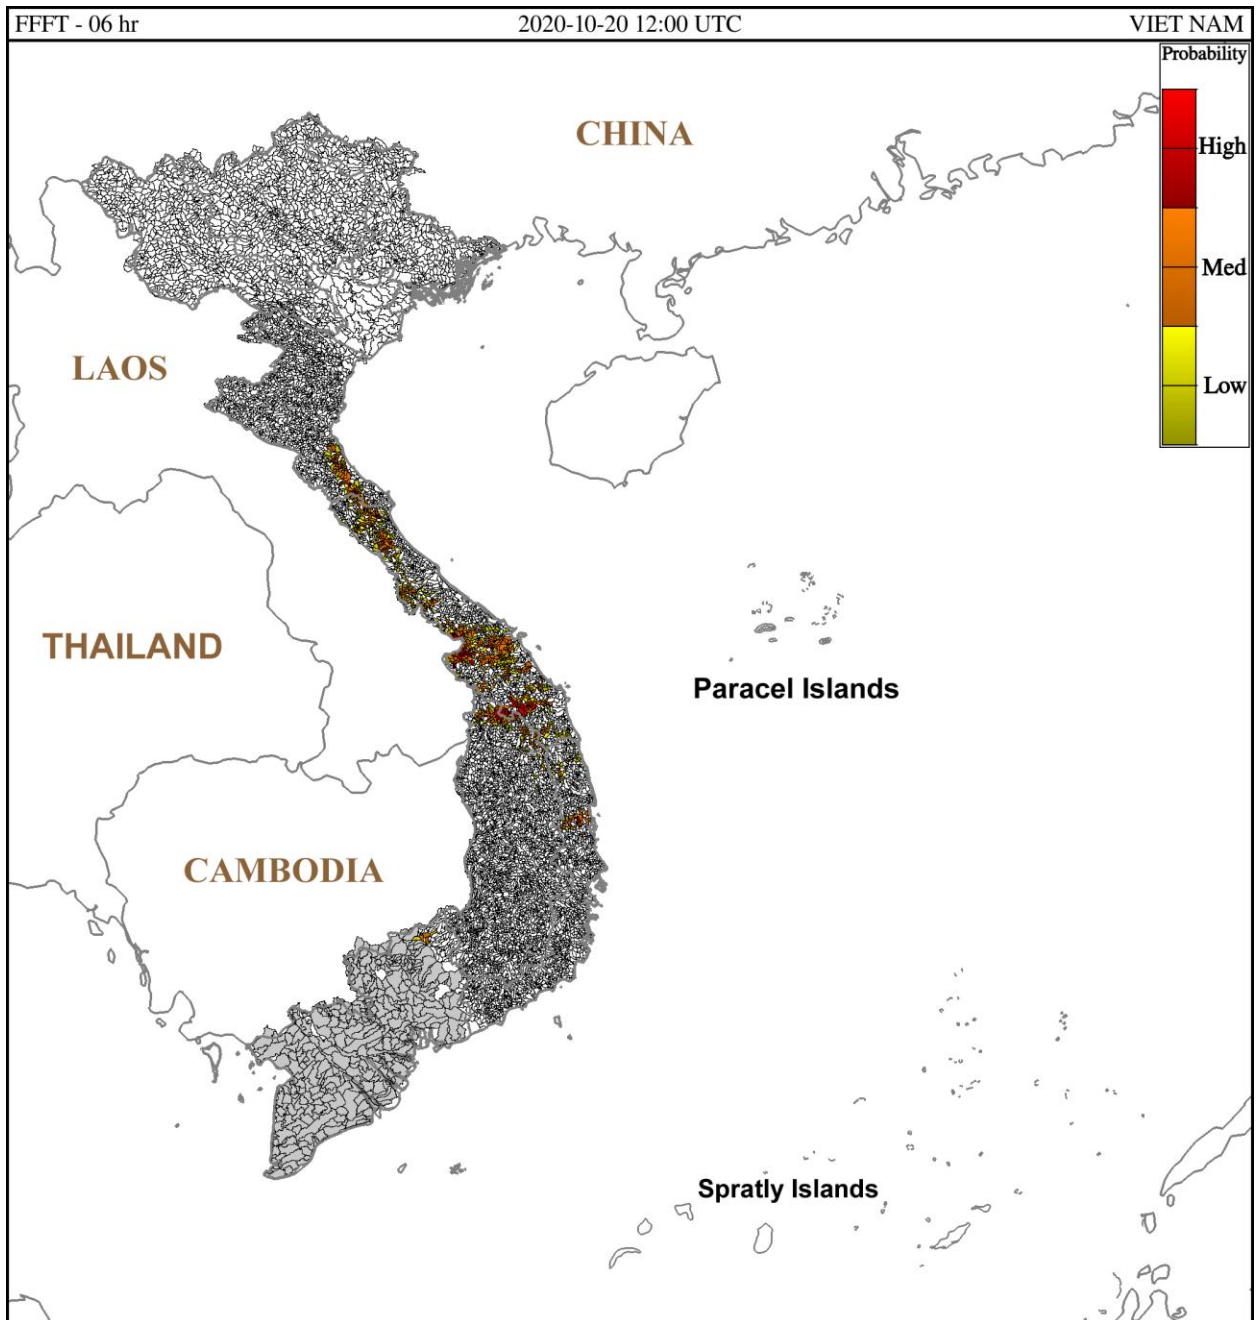 FFFT - 06 hr 2020-10-20 12:00 UTC VIET NAM
Probability
CHINA
High
Med
LAOS
Low
THAILAND
Paracel Islands
CAMBODIA
Spratly Islands